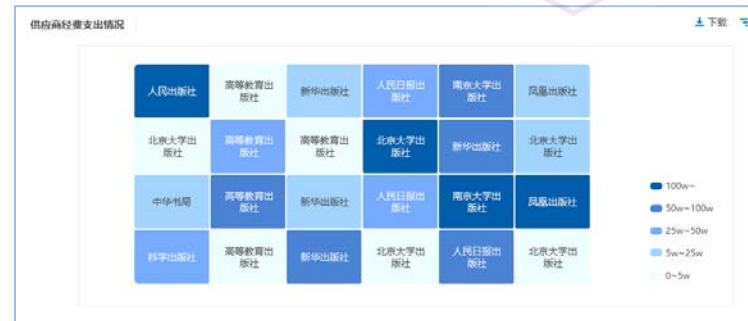 供应商经费支出情况
下载
人民出版社
高等教育出
版社
新华出版社
人民日报出
版社
南京大学出
版社
凤凰出版社
北京大学出
版社
高等教育出
版社
高等教育出
版社
北京大学出
版社
新华出版社
北京大学出
版社
中华书局
高等教育出
版社
新华出版社
人民日报出
版社
南京大学出
版社
凤凰出版社
科学出版社
高等教育出
版社
新华出版社
北京大学出
版社
人民日报出
版社
北京大学出
版社
100w~
50w~100w
25w~50w
5w~25w
0~5w